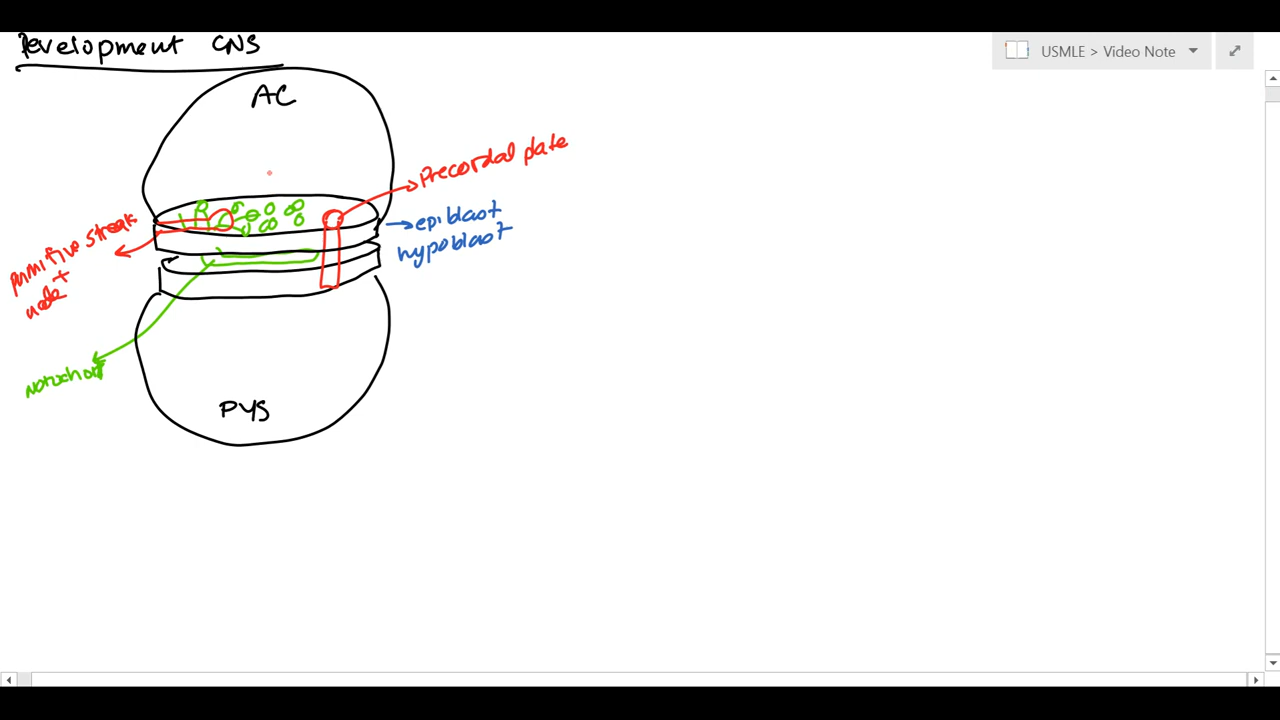 Development CNS
USMLE > Video Note
AC
Precordal plate
epiblast
hypoblast
primitive streak
+
node
Notochord
PYS